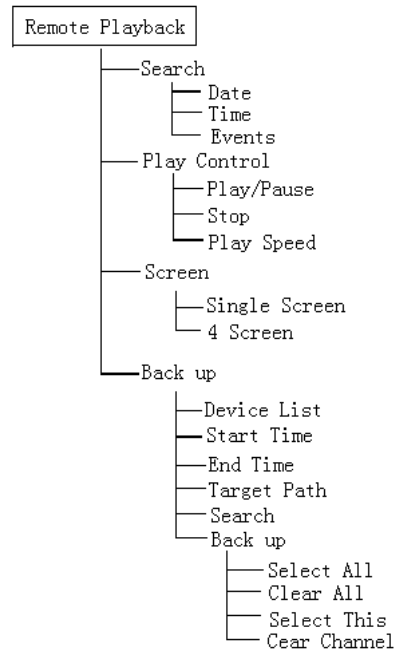 Remote Playback
Search
Date
Time
Events
Play Control
Play/Pause
Stop
Play Speed
Screen
Single Screen
4 Screen
Back up
Device List
Start Time
End Time
Target Path
Search
Back up
Select All
Clear All
Select This
Cear Channel